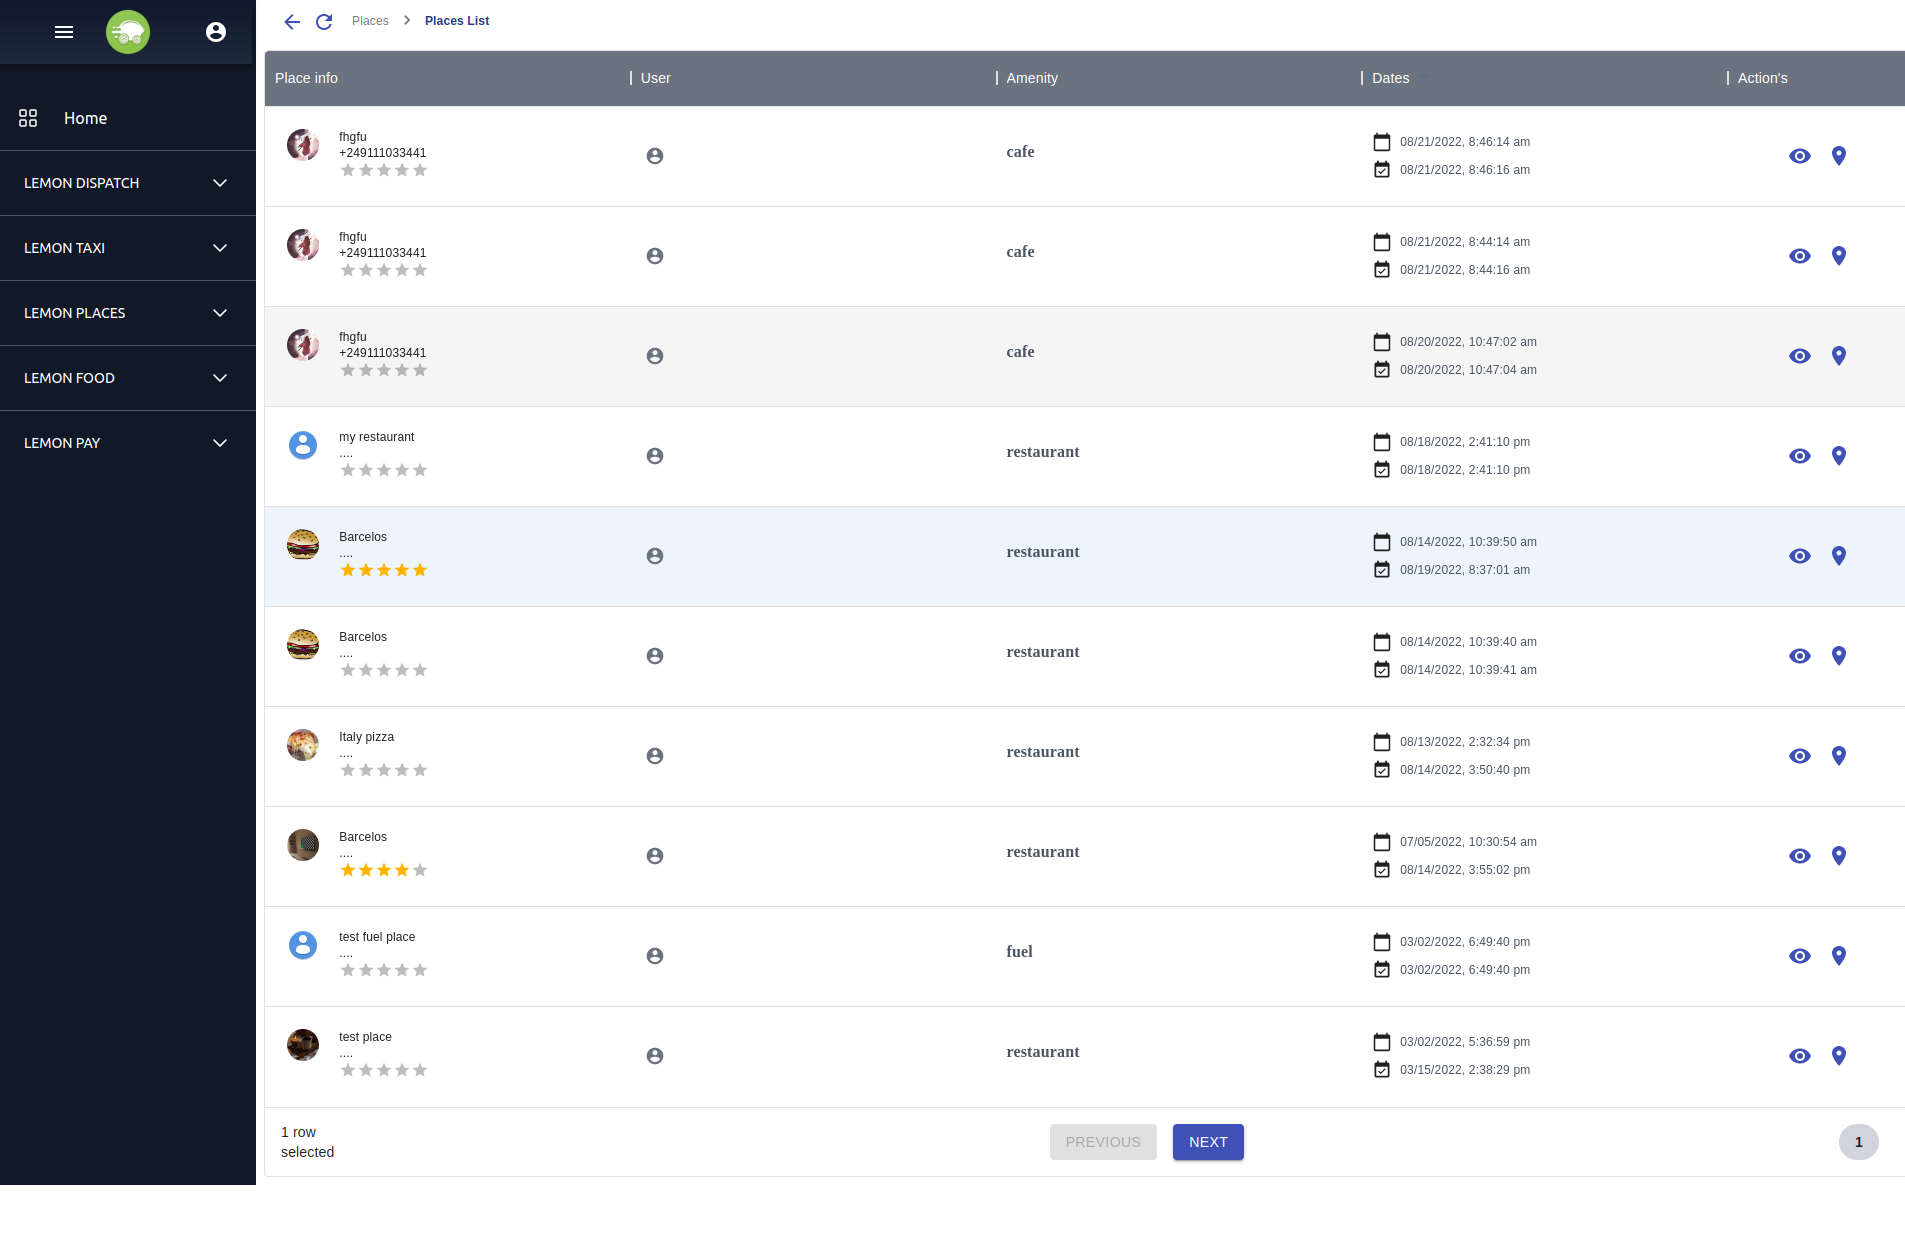 Places > Places List
Home
LEMON DISPATCH
LEMON TAXI
LEMON PLACES
LEMON FOOD
LEMON PAY
Place info User Amenity Dates Action's
fhgfu
+249111033441
cafe
08/21/2022, 8:46:14 am
08/21/2022, 8:46:16 am
fhgfu
+249111033441
cafe
08/21/2022, 8:44:14 am
08/21/2022, 8:44:16 am
fhgfu
+249111033441
cafe
08/20/2022, 10:47:02 am
08/20/2022, 10:47:04 am
my restaurant
....
restaurant
08/18/2022, 2:41:10 pm
08/18/2022, 2:41:10 pm
Barcelos
....
restaurant
08/14/2022, 10:39:50 am
08/19/2022, 8:37:01 am
Barcelos
....
restaurant
08/14/2022, 10:39:40 am
08/14/2022, 10:39:41 am
Italy pizza
....
restaurant
08/13/2022, 2:32:34 pm
08/14/2022, 3:50:40 pm
Barcelos
....
restaurant
07/05/2022, 10:30:54 am
08/14/2022, 3:55:02 pm
test fuel place
....
fuel
03/02/2022, 6:49:40 pm
03/02/2022, 6:49:40 pm
test place
....
restaurant
03/02/2022, 5:36:59 pm
03/15/2022, 2:38:29 pm
1 row
selected
PREVIOUS NEXT 1